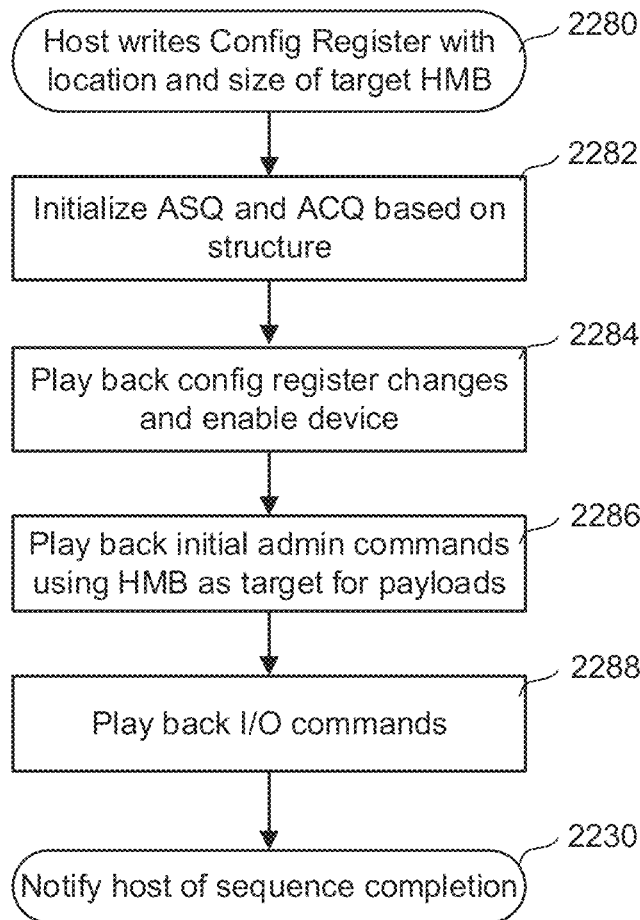 Host writes Config Register with
location and size of target HMB
2280
2282
Initialize ASQ and ACQ based on
structure
2284
Play back config register changes
and enable device
2286
Play back initial admin commands
using HMB as target for payloads
2288
Play back I/O commands
2230
Notify host of sequence completion